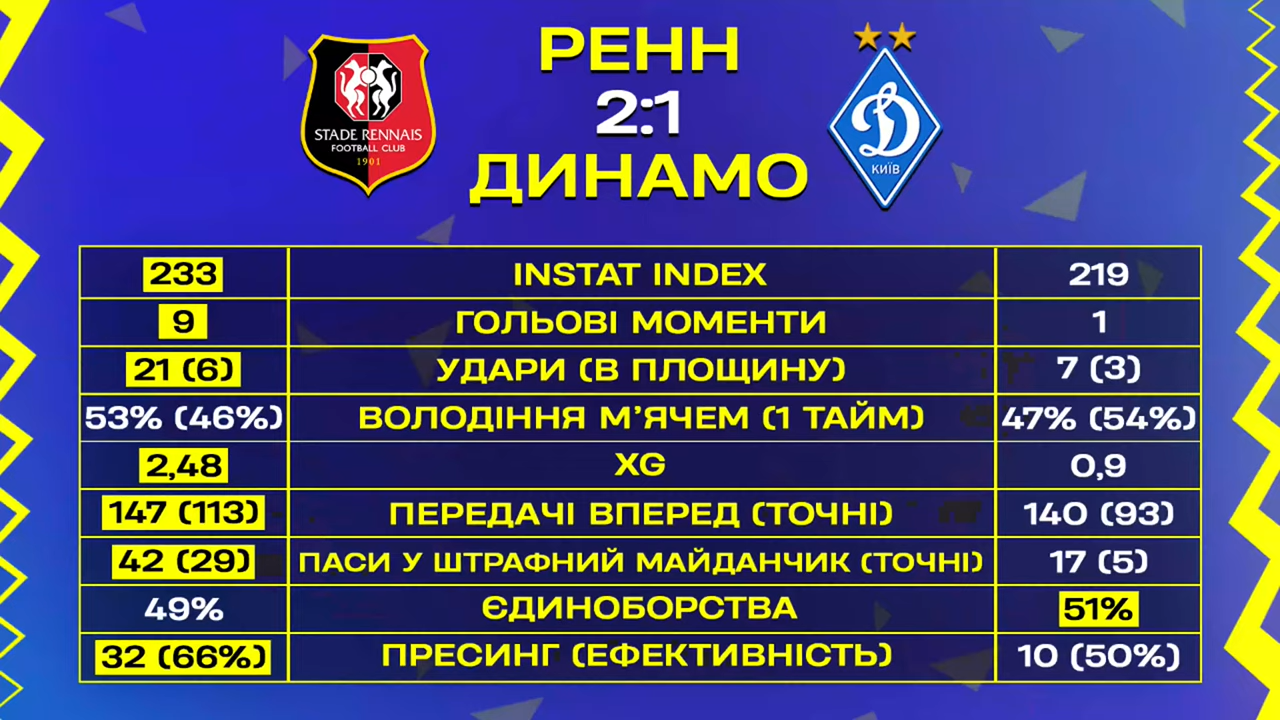 РЕНН
2:1
ДИНАМО
STADE RENNAIS
FOOTBALL CLUB
1901
КИЇВ
233 INSTAT INDEX 219
9 ГОЛЬОВІ МОМЕНТИ 1
21 (6) УДАРИ (В ПЛОЩИНУ) 7 (3)
53% (46%) ВОЛОДІННЯ М’ЯЧЕМ (1 ТАЙМ) 47% (54%)
2,48 XG 0,9
147 (113) ПЕРЕДАЧІ ВПЕРЕД (ТОЧНІ) 140 (93)
42 (29) ПАСИ У ШТРАФНИЙ МАЙДАНЧИК (ТОЧНІ) 17 (5)
49% ЄДИНОБОРСТВА 51%
32 (66%) ПРЕСИНГ (ЕФЕКТИВНІСТЬ) 10 (50%)